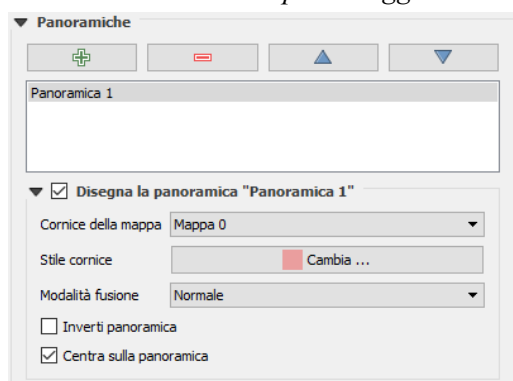 Panoramiche
Panoramica 1
Disegna la panoramica "Panoramica 1"
Cornice della mappa Mappa 0
Stile cornice Cambia ...
Modalità fusione Normale
Inverti panoramica
Centra sulla panoramica